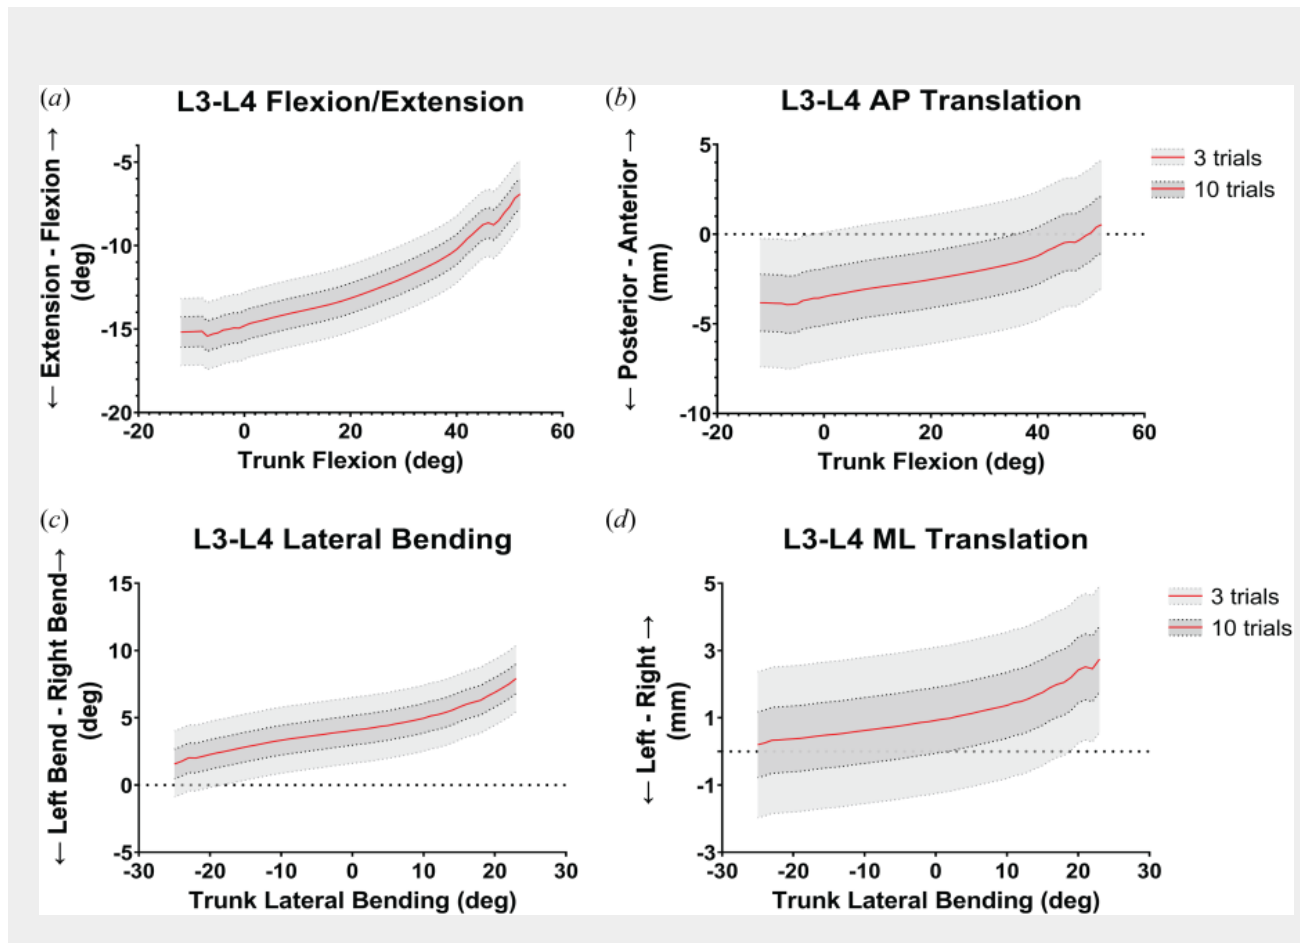 (a)
L3-L4 Flexion/Extension
← Extension - Flexion →
(deg)
-5
-10
-15
-20
-20 0 20 40 60
Trunk Flexion (deg)
(b)
L3-L4 AP Translation
← Posterior - Anterior →
(mm)
5
0
-5
-10
-20 0 20 40 60
Trunk Flexion (deg)
3 trials
10 trials
(c)
L3-L4 Lateral Bending
← Left Bend - Right Bend→
(deg)
15
10
5
0
-5
-30 -20 -10 0 10 20 30
Trunk Lateral Bending (deg)
(d)
L3-L4 ML Translation
← Left - Right →
(mm)
5
3
1
-1
-3
-30 -20 -10 0 10 20 30
Trunk Lateral Bending (deg)
3 trials
10 trials